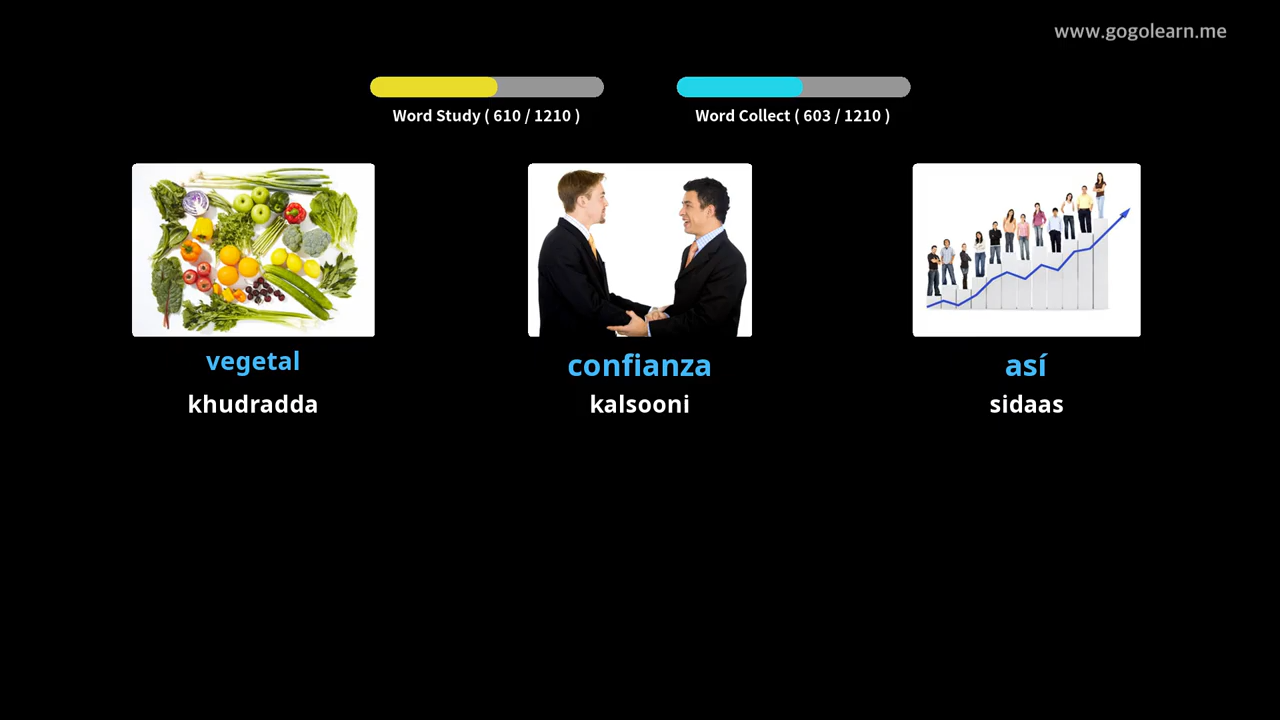 www.gogolearn.me
Word Study ( 610 / 1210 )
Word Collect ( 603 / 1210 )
vegetal
confianza
así
khudradda
kalsooni
sidaas